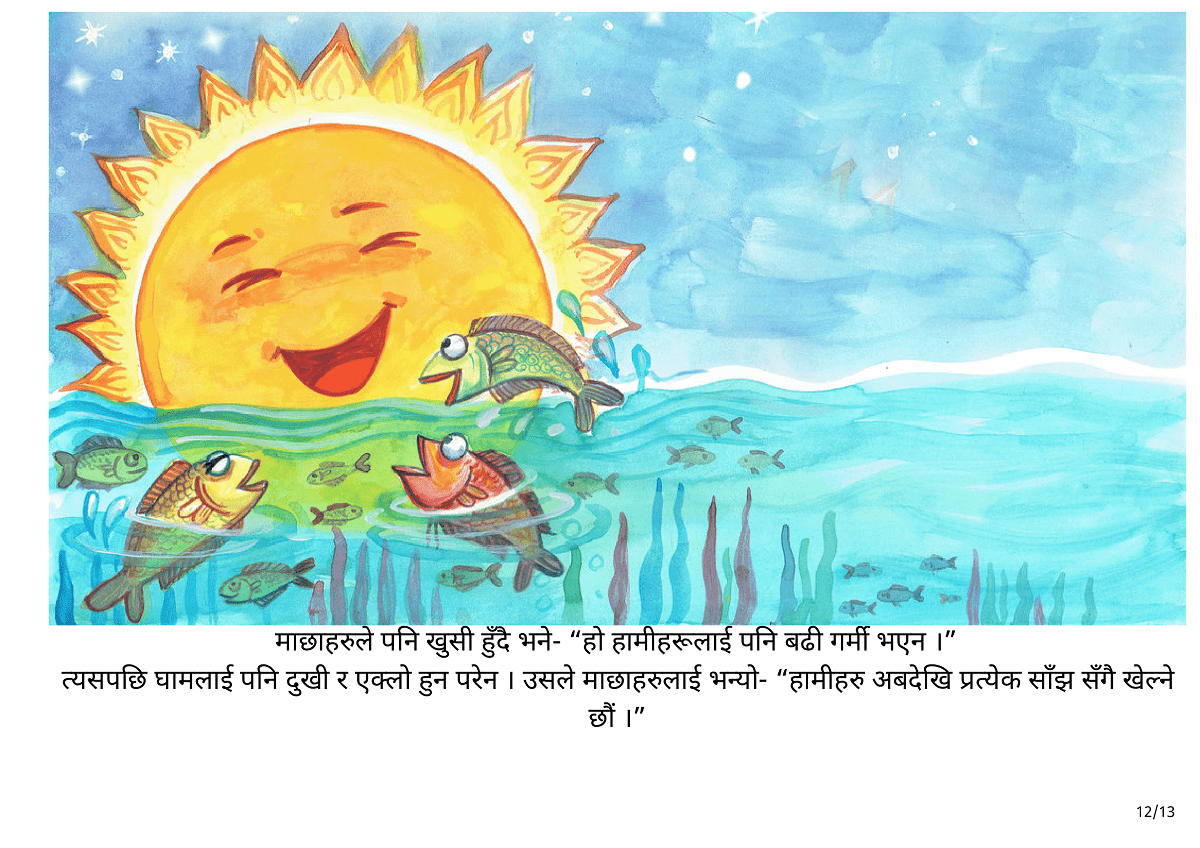 माछाहरुले पनि खुसी हुँदै भने- “हो हामीहरूलाई पनि बढी गर्मी भएन ।”
त्यसपछि घामलाई पनि दुखी र एक्लो हुन परेन । उसले माछाहरुलाई भन्यो- “हामीहरु अबदेखि प्रत्येक साँझ सँगै खेल्ने
छौं ।”
12/13